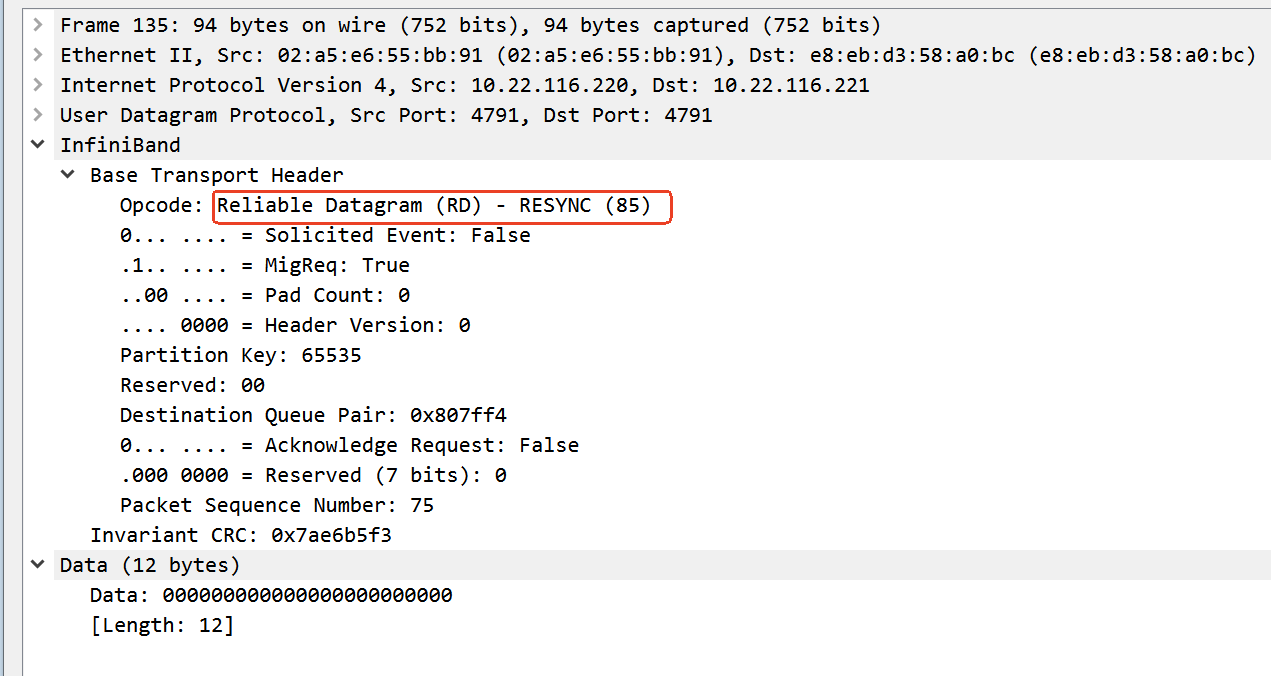 Frame 135: 94 bytes on wire (752 bits), 94 bytes captured (752 bits)
Ethernet II, Src: 02:a5:e6:55:bb:91 (02:a5:e6:55:bb:91), Dst: e8:eb:d3:58:a0:bc (e8:eb:d3:58:a0:bc)
Internet Protocol Version 4, Src: 10.22.116.220, Dst: 10.22.116.221
User Datagram Protocol, Src Port: 4791, Dst Port: 4791
InfiniBand
Base Transport Header
Opcode: Reliable Datagram (RD) - RESYNC (85)
0... .... = Solicited Event: False
.1.. .... = MigReq: True
..00 .... = Pad Count: 0
.... 0000 = Header Version: 0
Partition Key: 65535
Reserved: 00
Destination Queue Pair: 0x807ff4
0... .... = Acknowledge Request: False
.000 0000 = Reserved (7 bits): 0
Packet Sequence Number: 75
Invariant CRC: 0x7ae6b5f3
Data (12 bytes)
Data: 000000000000000000000000
[Length: 12]